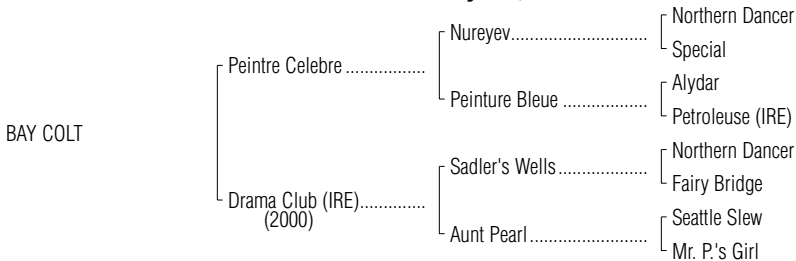 Northern Dancer
Nureyev
Special
Peintre Celebre
Alydar
Peinture Bleue
Petroleuse (IRE)
BAY COLT
Northern Dancer
Sadler's Wells
Fairy Bridge
Drama Club (IRE)
(2000)
Seattle Slew
Aunt Pearl
Mr. P.'s Girl